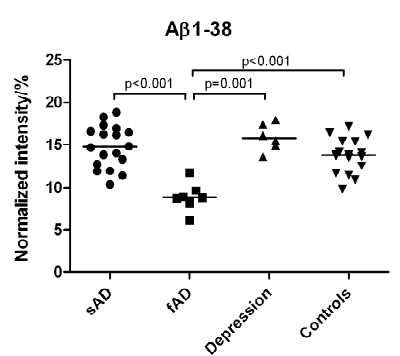 Aβ1-38
p<0.001
p<0.001
p=0.001
Normalized intensity/%
25
20
15
10
5
0
sAD
fAD
Depression
Controls